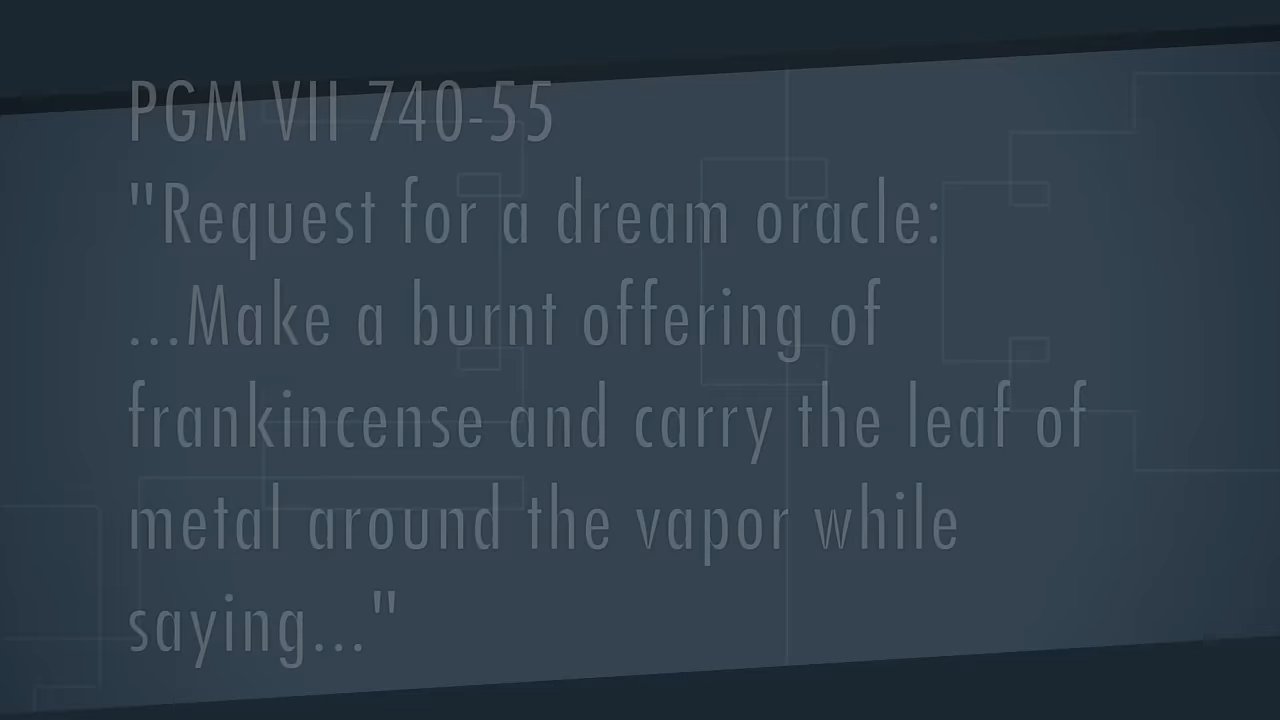 PGM VII 740-55
"Request for a dream oracle:
...Make a burnt offering of
frankincense and carry the leaf of
metal around the vapor while
saying..."